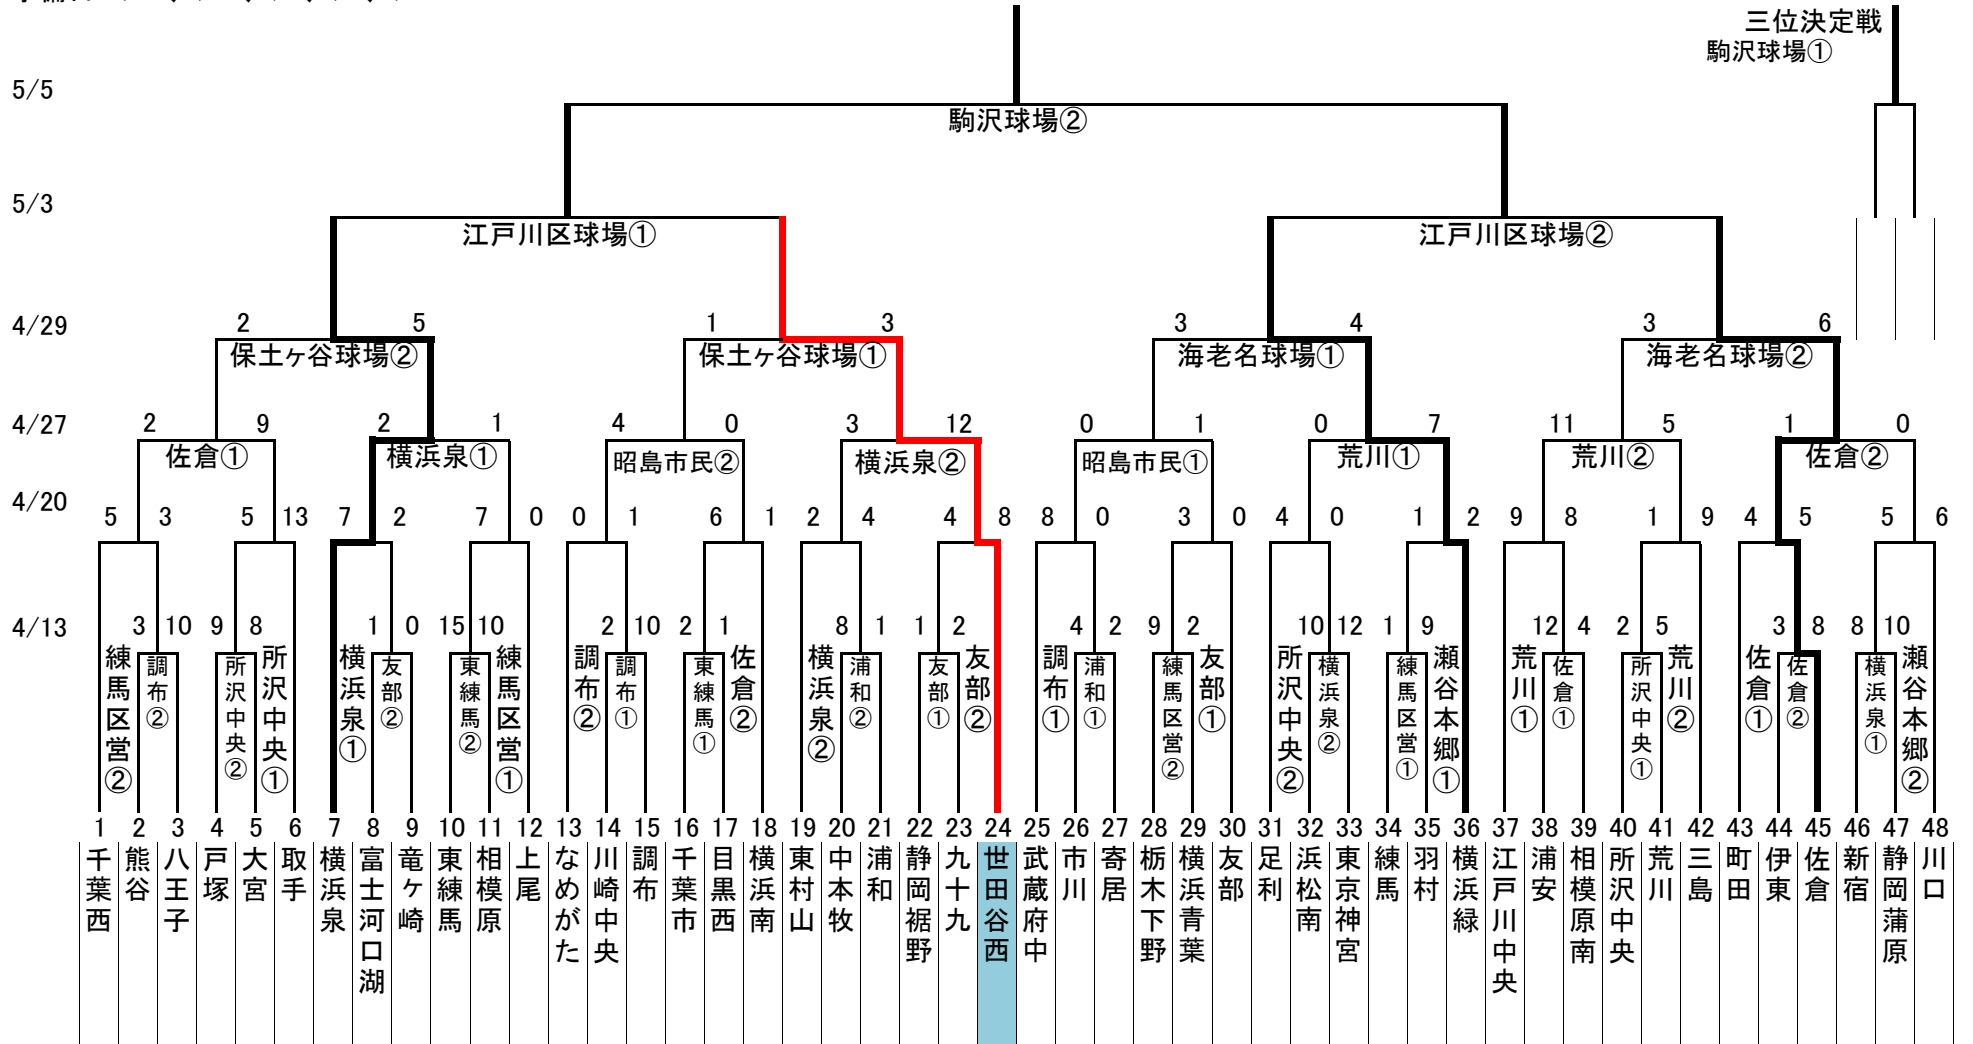 三位決定戦
駒沢球場①
5/5
駒沢球場②
5/3
江戸川区球場① 江戸川区球場②
4/29 2 5 1 3 3 4 3 6
保土ヶ谷球場② 保土ヶ谷球場① 海老名球場① 海老名球場②
4/27 2 9 2 1 4 0 3 12 0 1 0 7 11 5 1 0
佐倉① 横浜泉① 昭島市民② 横浜泉② 昭島市民① 荒川① 荒川② 佐倉②
4/20 5 3 5 13 7 2 7 0 0 1 6 1 2 4 4 8 8 0 3 0 4 0 1 2 9 8 1 9 4 5 5 6
4/13 3 10 9 8 1 0 15 10 2 10 2 1 8 1 1 2 4 2 9 2 10 12 1 9 12 4 2 5 3 8 8 10
練馬区営②
調布②
所沢中央②
所沢中央①
横浜泉①
友部②
東練馬②
練馬区営①
調布②
調布①
東練馬①
佐倉②
横浜泉②
浦和②
友部①
友部②
調布①
浦和①
練馬区営②
友部①
所沢中央②
横浜泉②
練馬区営①
瀬谷本郷①
荒川①
佐倉①
所沢中央①
荒川②
佐倉①
佐倉②
横浜泉①
瀬谷本郷②
1 2 3 4 5 6 7 8 9 10 11 12 13 14 15 16 17 18 19 20 21 22 23 24 25 26 27 28 29 30 31 32 33 34 35 36 37 38 39 40 41 42 43 44 45 46 47 48
千葉西
熊谷
八王子
戸塚
大宮
取手
横浜泉
富士河口湖
竜ヶ崎
東練馬
相模原
上尾
なめがた
川崎中央
調布
千葉市
目黒西
横浜南
東村山
中本牧
浦和
静岡裾野
九十九
世田谷西
武蔵府中
市川
寄居
栃木下野
横浜青葉
友部
足利
浜松南
東京神宮
練馬
羽村
横浜緑
江戸川中央
浦安
相模原南
所沢中央
荒川
三島
町田
伊東
佐倉
新宿
静岡蒲原
川口